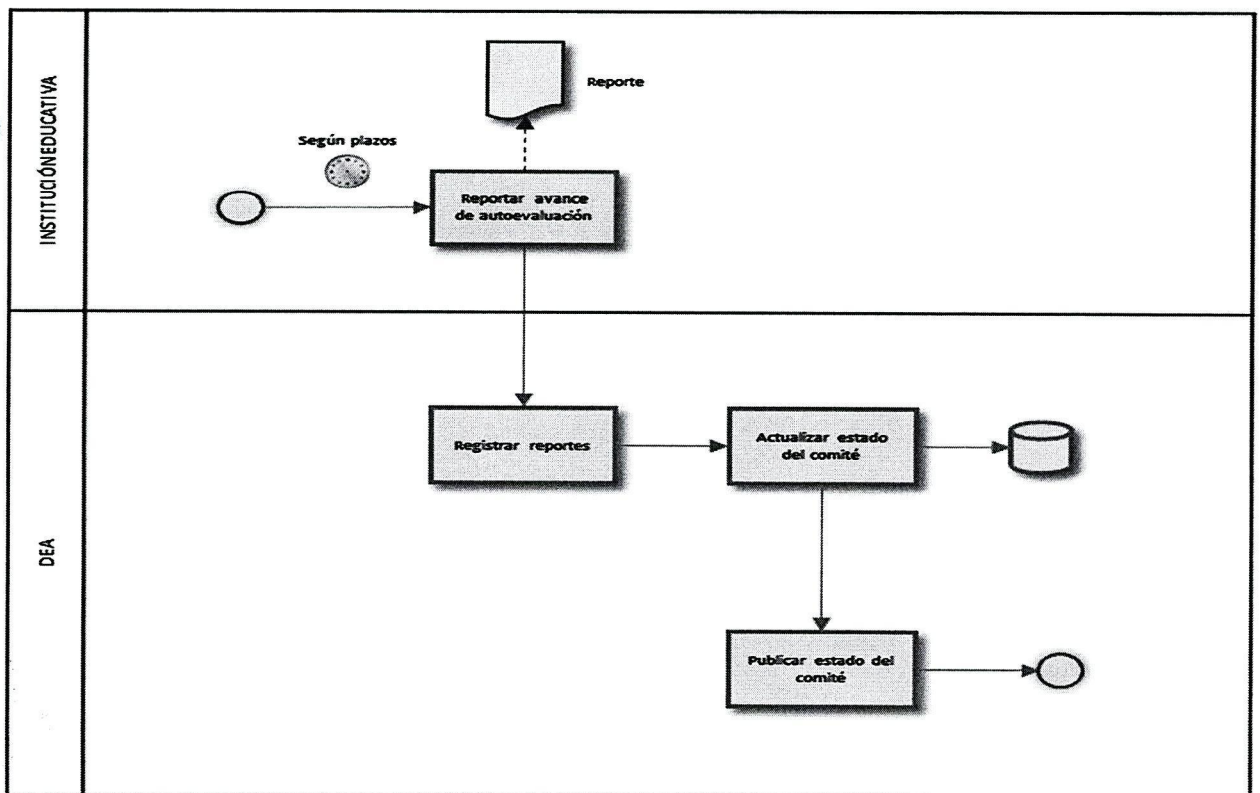 INSTITUCIÓN EDUCATIVA
Reporte
Según plazos
Reportar avance
de autoevaluación
DEA
Registrar reportes
Actualizar estado
del comité
Publicar estado del
comité